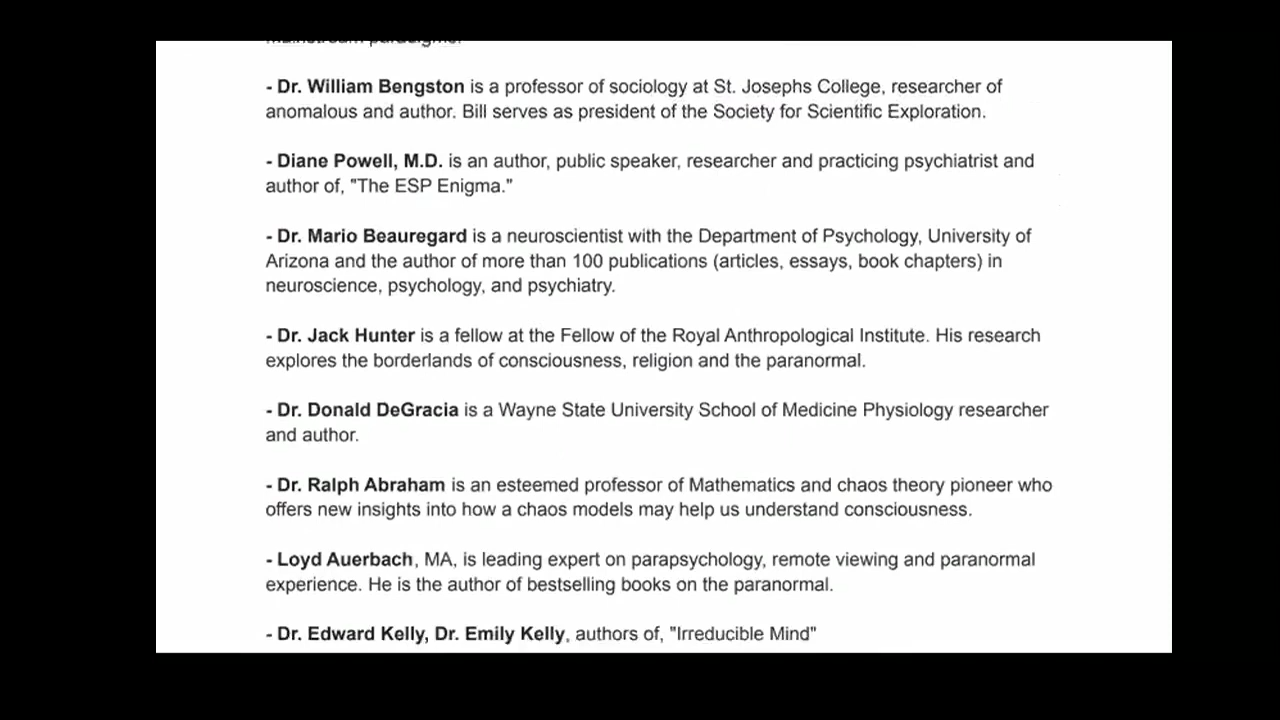 - Dr. William Bengston is a professor of sociology at St. Josephs College, researcher of
anomalous and author. Bill serves as president of the Society for Scientific Exploration.
- Diane Powell, M.D. is an author, public speaker, researcher and practicing psychiatrist and
author of, "The ESP Enigma."
- Dr. Mario Beauregard is a neuroscientist with the Department of Psychology, University of
Arizona and the author of more than 100 publications (articles, essays, book chapters) in
neuroscience, psychology, and psychiatry.
- Dr. Jack Hunter is a fellow at the Fellow of the Royal Anthropological Institute. His research
explores the borderlands of consciousness, religion and the paranormal.
- Dr. Donald DeGracia is a Wayne State University School of Medicine Physiology researcher
and author.
- Dr. Ralph Abraham is an esteemed professor of Mathematics and chaos theory pioneer who
offers new insights into how a chaos models may help us understand consciousness.
- Loyd Auerbach, MA, is leading expert on parapsychology, remote viewing and paranormal
experience. He is the author of bestselling books on the paranormal.
- Dr. Edward Kelly, Dr. Emily Kelly, authors of, "Irreducible Mind"